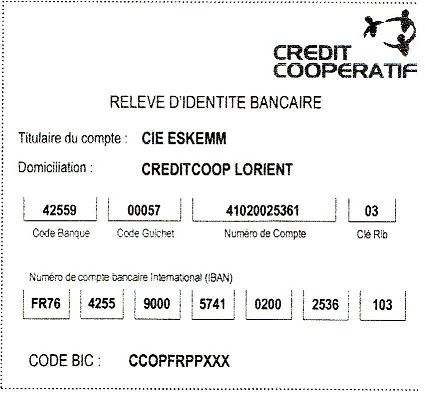 CREDIT
COOPERATIF
RELEVE D'IDENTITE BANCAIRE
Titulaire du compte : CIE ESKEMM
Domiciliation : CREDITCOOP LORIENT
42559 00057 41020025361 03
Code Banque Code Guichet Numéro de Compte Clé Rib
Numéro de compte bancaire International (IBAN)
FR76 4255 9000 5741 0200 2536 103
CODE BIC : CCOPFRPPXXX